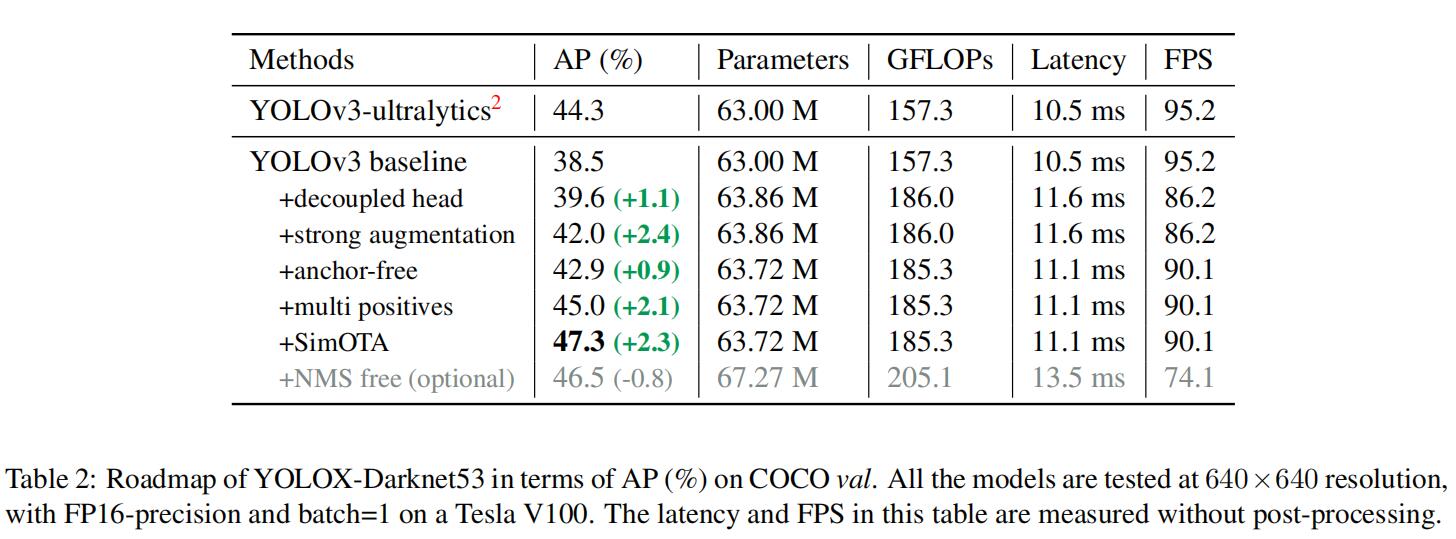 Methods AP (%) Parameters GFLOPs Latency FPS
YOLOv3-ultralytics2 44.3 63.00 M 157.3 10.5 ms 95.2
YOLOv3 baseline 38.5 63.00 M 157.3 10.5 ms 95.2
+decoupled head 39.6 (+1.1) 63.86 M 186.0 11.6 ms 86.2
+strong augmentation 42.0 (+2.4) 63.86 M 186.0 11.6 ms 86.2
+anchor-free 42.9 (+0.9) 63.72 M 185.3 11.1 ms 90.1
+multi positives 45.0 (+2.1) 63.72 M 185.3 11.1 ms 90.1
+SimOTA 47.3 (+2.3) 63.72 M 185.3 11.1 ms 90.1
+NMS free (optional) 46.5 (-0.8) 67.27 M 205.1 13.5 ms 74.1
Table 2: Roadmap of YOLOX-Darknet53 in terms of AP (%) on COCO val. All the models are tested at 640×640 resolution,
with FP16-precision and batch=1 on a Tesla V100. The latency and FPS in this table are measured without post-processing.